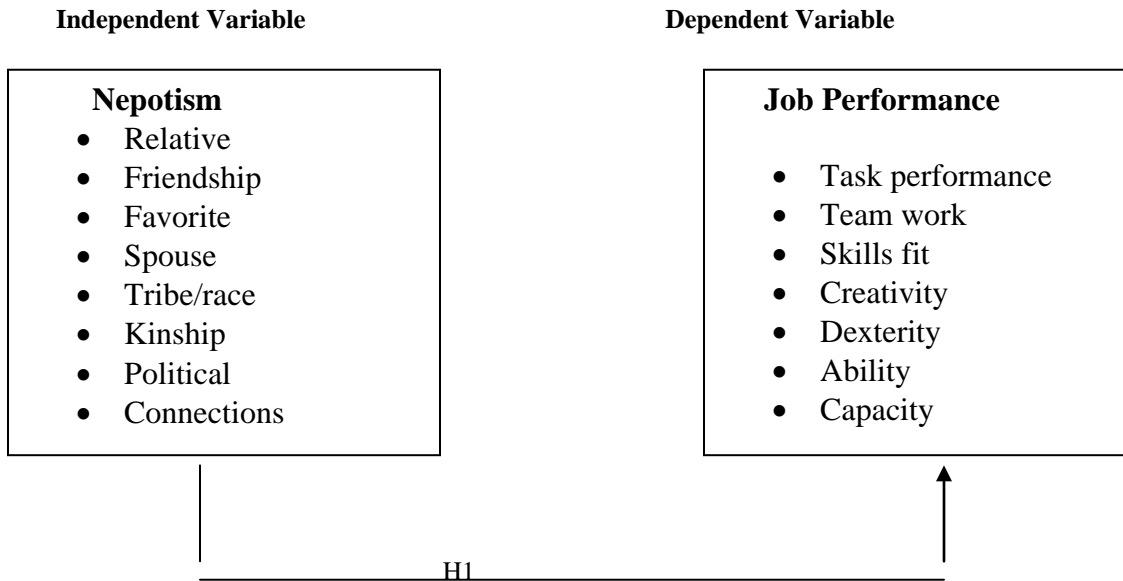 Independent Variable
Dependent Variable
Nepotism
• Relative
• Friendship
• Favorite
• Spouse
• Tribe/race
• Kinship
• Political
• Connections
Job Performance
• Task performance
• Team work
• Skills fit
• Creativity
• Dexterity
• Ability
• Capacity
H1